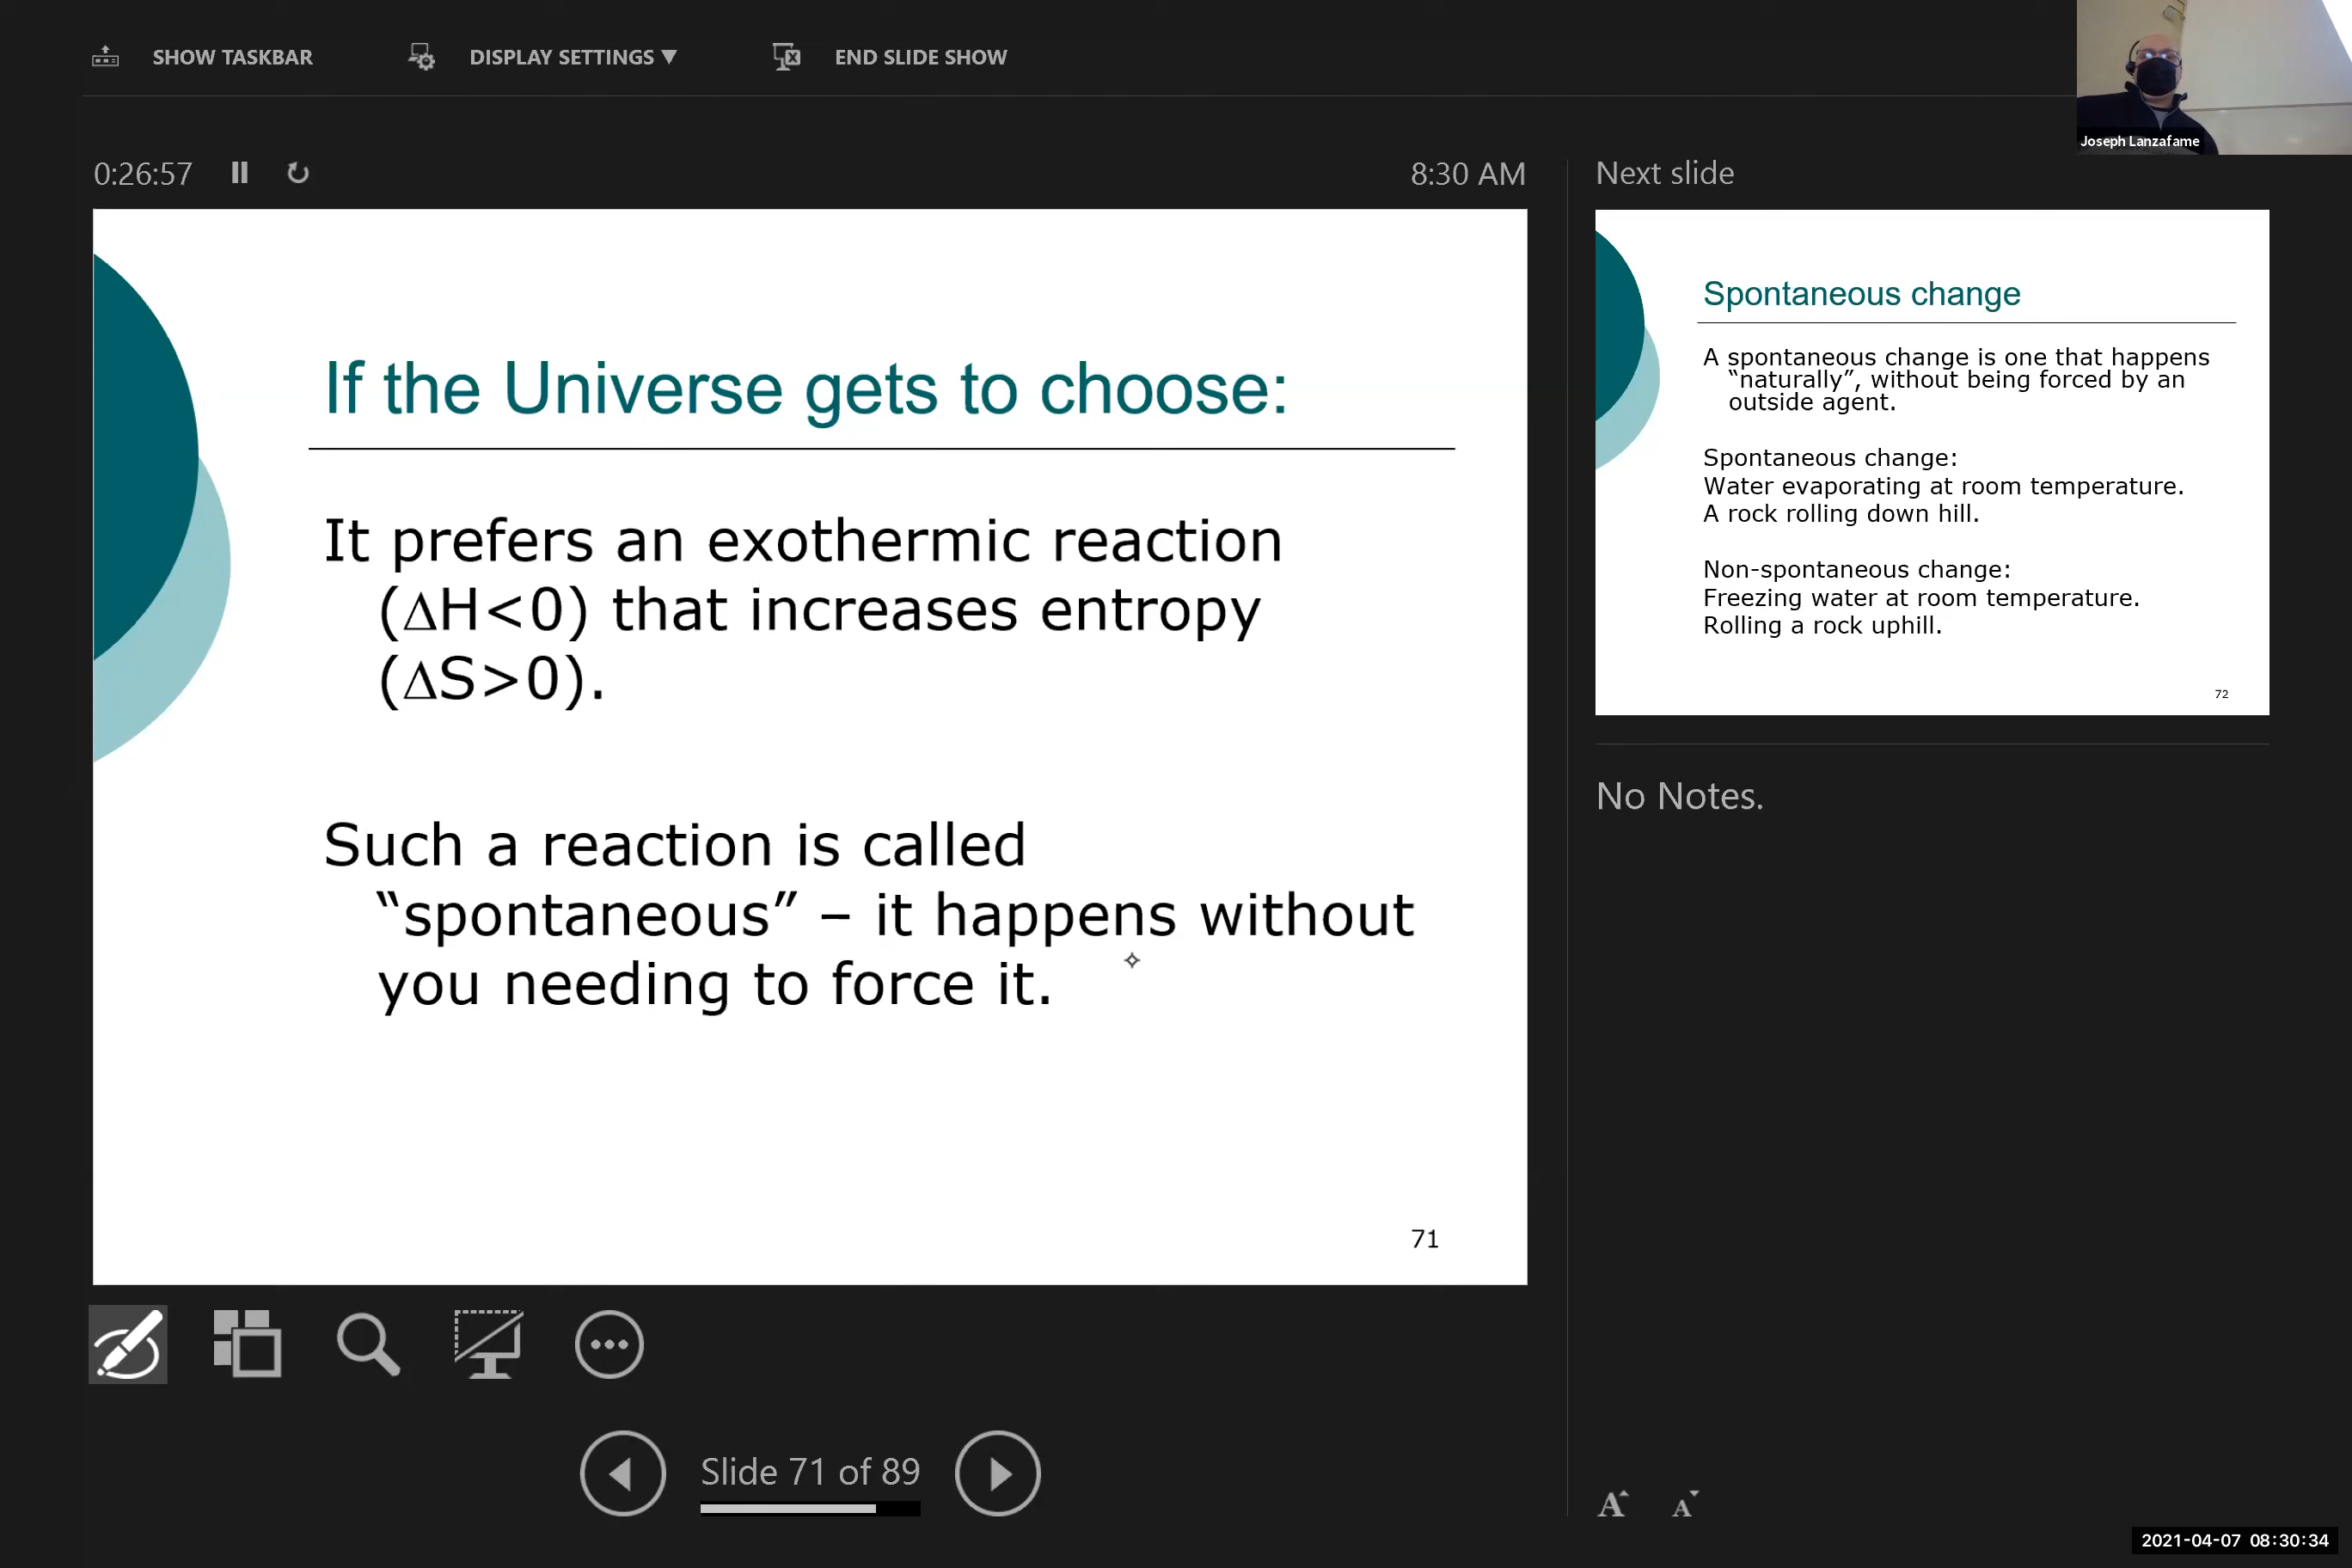 SHOW TASKBAR
DISPLAY SETTINGS ▼
END SLIDE SHOW
Joseph Lanzafame
0:26:57
8:30 AM
Next slide
If the Universe gets to choose:
It prefers an exothermic reaction
(ΔH<0) that increases entropy
(ΔS>0).
Such a reaction is called
“spontaneous” – it happens without
you needing to force it.
71
Spontaneous change
A spontaneous change is one that happens
“naturally”, without being forced by an
outside agent.
Spontaneous change:
Water evaporating at room temperature.
A rock rolling down hill.
Non-spontaneous change:
Freezing water at room temperature.
Rolling a rock uphill.
72
No Notes.
Slide 71 of 89
A A
2021-04-07 08:30:34